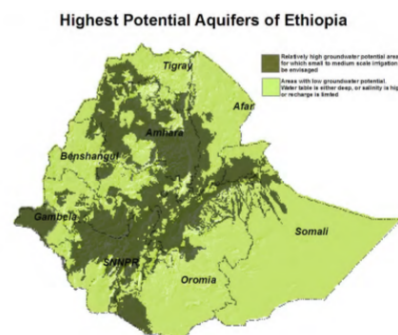 Highest Potential Aquifers of Ethiopia
Relatively high groundwater potential area
for which small to medium scale irrigation
be envisaged
Areas with low groundwater potential.
Water table is either deep, or salinity is hig
or recharge is limited
Tigray
Afar
Amhara
Benshangul
Gambela
SNNPR
Oromia
Somali